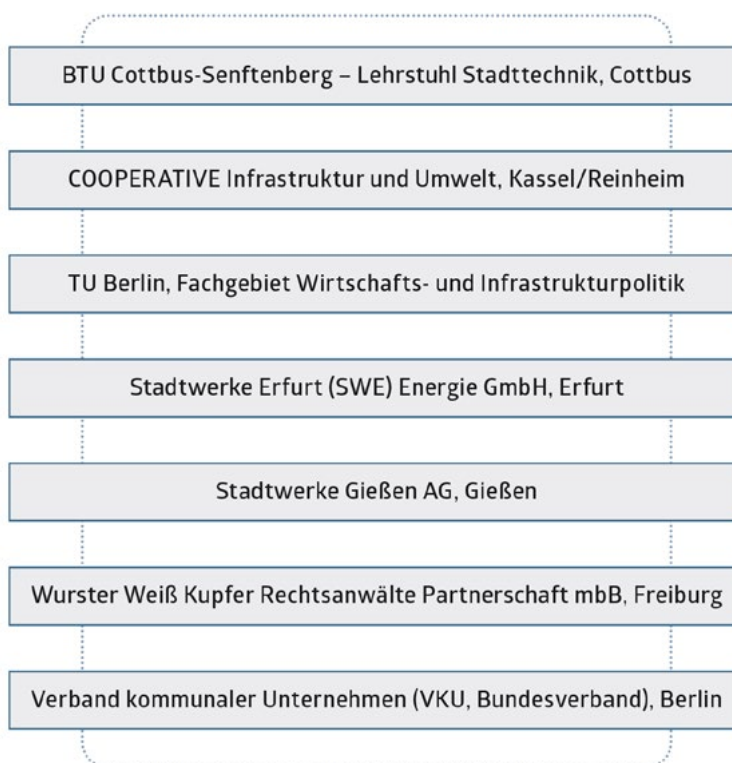 BTU Cottbus-Senftenberg – Lehrstuhl Stadttechnik, Cottbus
COOPERATIVE Infrastruktur und Umwelt, Kassel/Reinheim
TU Berlin, Fachgebiet Wirtschafts- und Infrastrukturpolitik
Stadtwerke Erfurt (SWE) Energie GmbH, Erfurt
Stadtwerke Gießen AG, Gießen
Wurster Weiß Kupfer Rechtsanwälte Partnerschaft mbB, Freiburg
Verband kommunaler Unternehmen (VKU, Bundesverband), Berlin